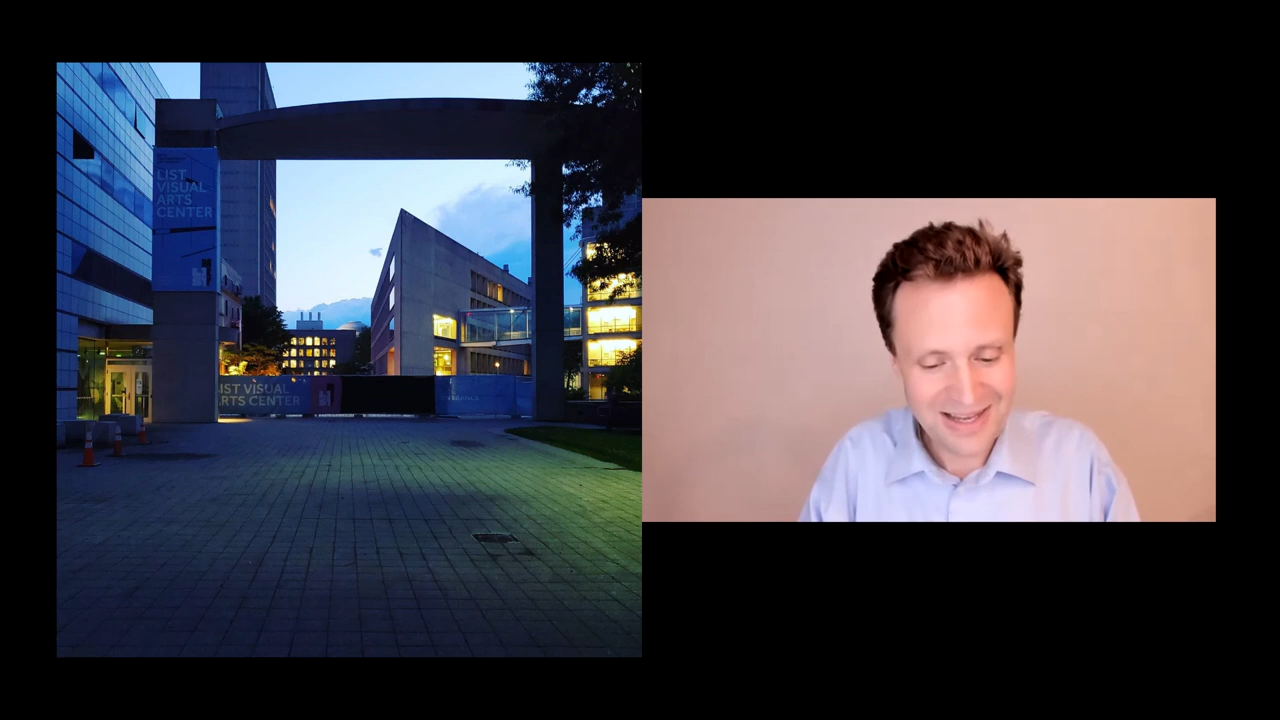 LIST
VISUAL
ARTS
CENTER
LIST VISUAL
ARTS CENTER